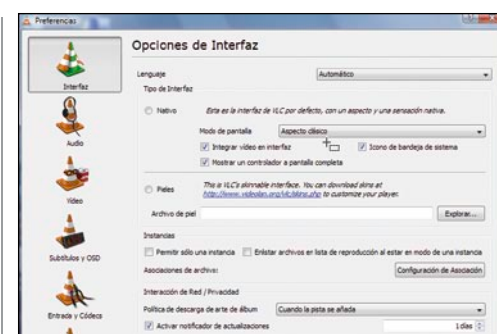 Preferencias
Interfaz
Audio
Vídeo
Subtítulos y OSD
Entrada y Códecs
Opciones de Interfaz
Lenguaje Automático
Tipo de Interfaz
Nativo Esta es la interfaz de VLC por defecto, con un aspecto y una sensación nativa.
Modo de pantalla Aspecto clásico
Integrar vídeo en interfaz Icono de bandeja de sistema
Mostrar un controlador a pantalla completa
Pieles This is VLC's skinnable interface. You can download skins at
http://www.videolan.org/vlc/skins.php to customize your player.
Archivo de piel Explorar...
Instancias
Permitir sólo una instancia Enlistar archivos en lista de reproducción al estar en modo de una instancia
Asociaciones de archivo: Configuración de Asociación
Interacción de Red / Privacidad
Política de descarga de arte de álbum Cuando la pista se añada
Activar notificador de actualizaciones 1 días